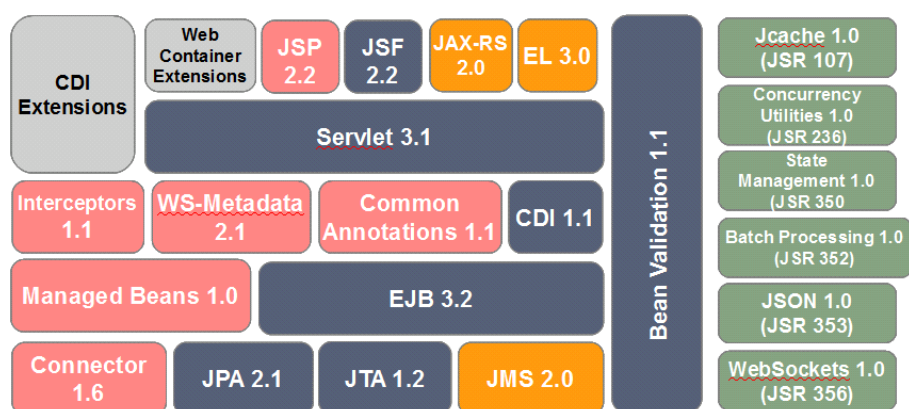 CDI
Extensions
Web
Container
Extensions
JSP
2.2
JSF
2.2
JAX-RS
2.0
EL 3.0
Servlet 3.1
Interceptors
1.1
WS-Metadata
2.1
Common
Annotations 1.1
CDI 1.1
Managed Beans 1.0
EJB 3.2
Connector
1.6
JPA 2.1
JTA 1.2
JMS 2.0
Bean Validation 1.1
Jcache 1.0
(JSR 107)
Concurrency
Utilities 1.0
(JSR 236)
State
Management 1.0
(JSR 350
Batch Processing 1.0
(JSR 352)
JSON 1.0
(JSR 353)
WebSockets 1.0
(JSR 356)